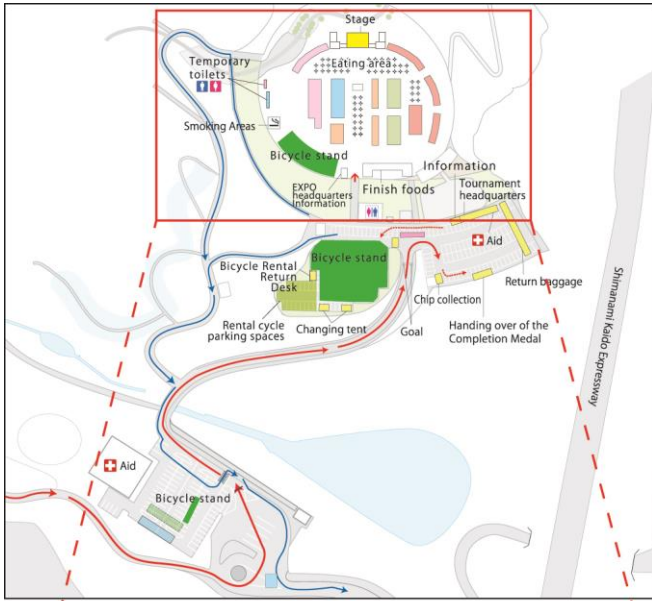 Stage
Eating area
Temporary
toilets
Smoking Areas
Bicycle stand
EXPO
headquarters
Information
Finish foods
Information
Tournament
headquarters
Aid
Return baggage
Bicycle Rental
Return
Desk
Bicycle stand
Chip collection
Rental cycle
parking spaces
Changing tent
Goal
Handing over of the
Completion Medal
Shimanami Kaido Expressway
Aid
Bicycle stand